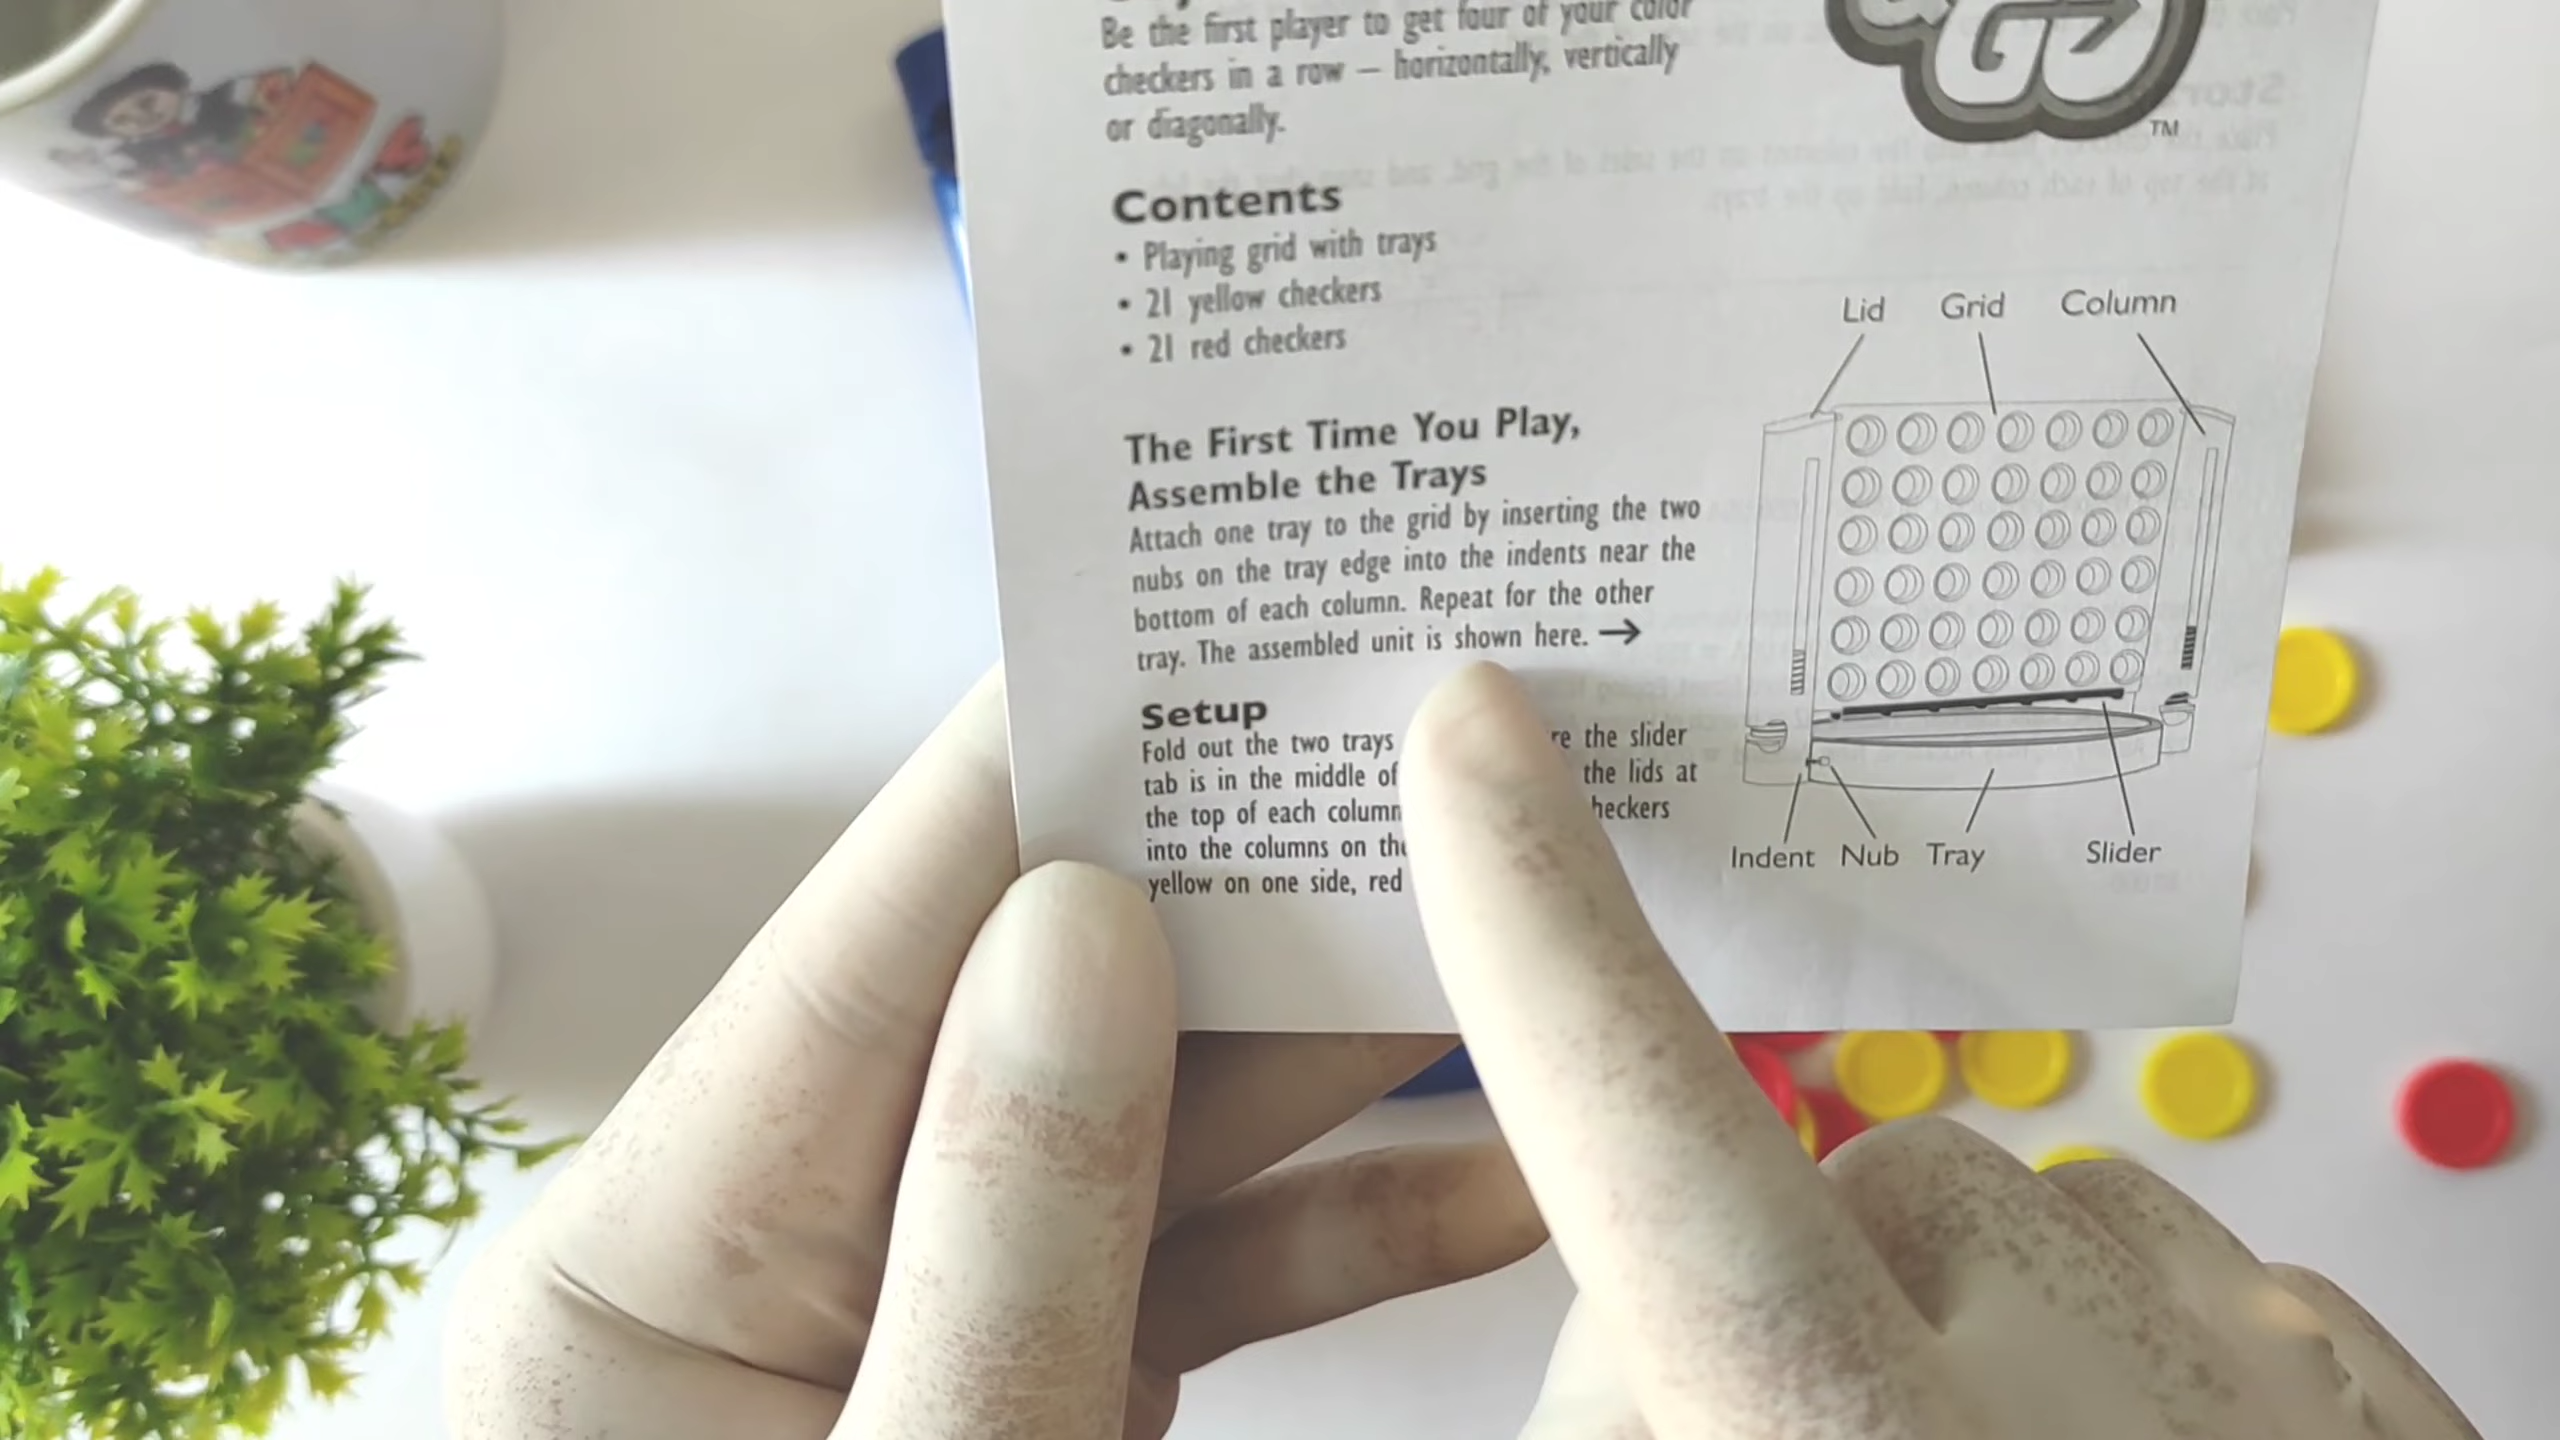 Be the first player to get four of your color
checkers in a row — horizontally, vertically
or diagonally.
GO
TM
Contents
• Playing grid with trays
• 21 yellow checkers
• 21 red checkers
The First Time You Play,
Assemble the Trays
Attach one tray to the grid by inserting the two
nubs on the tray edge into the indents near the
bottom of each column. Repeat for the other
tray. The assembled unit is shown here. →
Lid Grid Column
Indent Nub Tray Slider
Setup
Fold out the two trays the slider
tab is in the middle of the lids at
the top of each column
into the columns on
yellow on one side, red